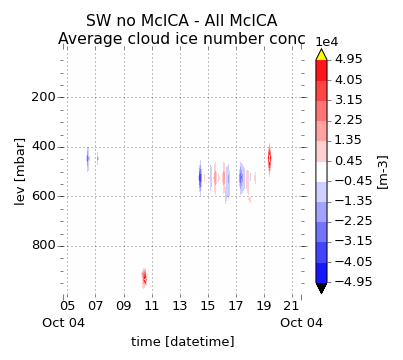 SW no McICA - All McICA
Average cloud ice number conc
1e4
4.95
4.05
3.15
2.25
1.35
0.45
−0.45
−1.35
−2.25
−3.15
−4.05
−4.95
[m-3]
lev [mbar]
200
400
600
800
05 07 09 11 13 15 17 19 21
Oct 04 Oct 04
time [datetime]